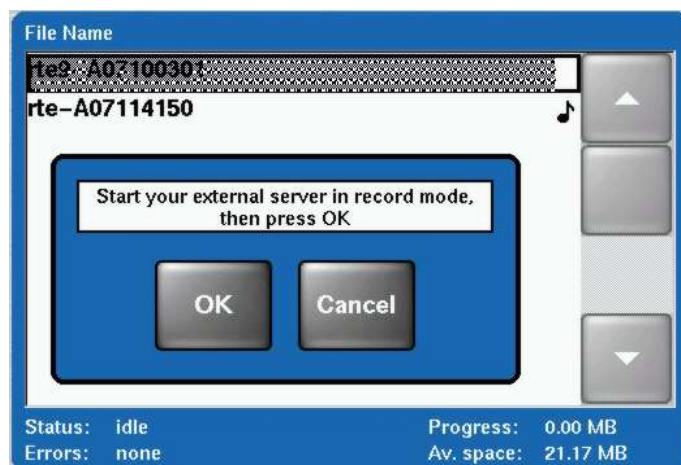 File Name
rte9-A07100301
rte-A07114150
Start your external server in record mode,
then press OK
OK
Cancel
Status: idle
Progress: 0.00 MB
Errors: none
Av. space: 21.17 MB